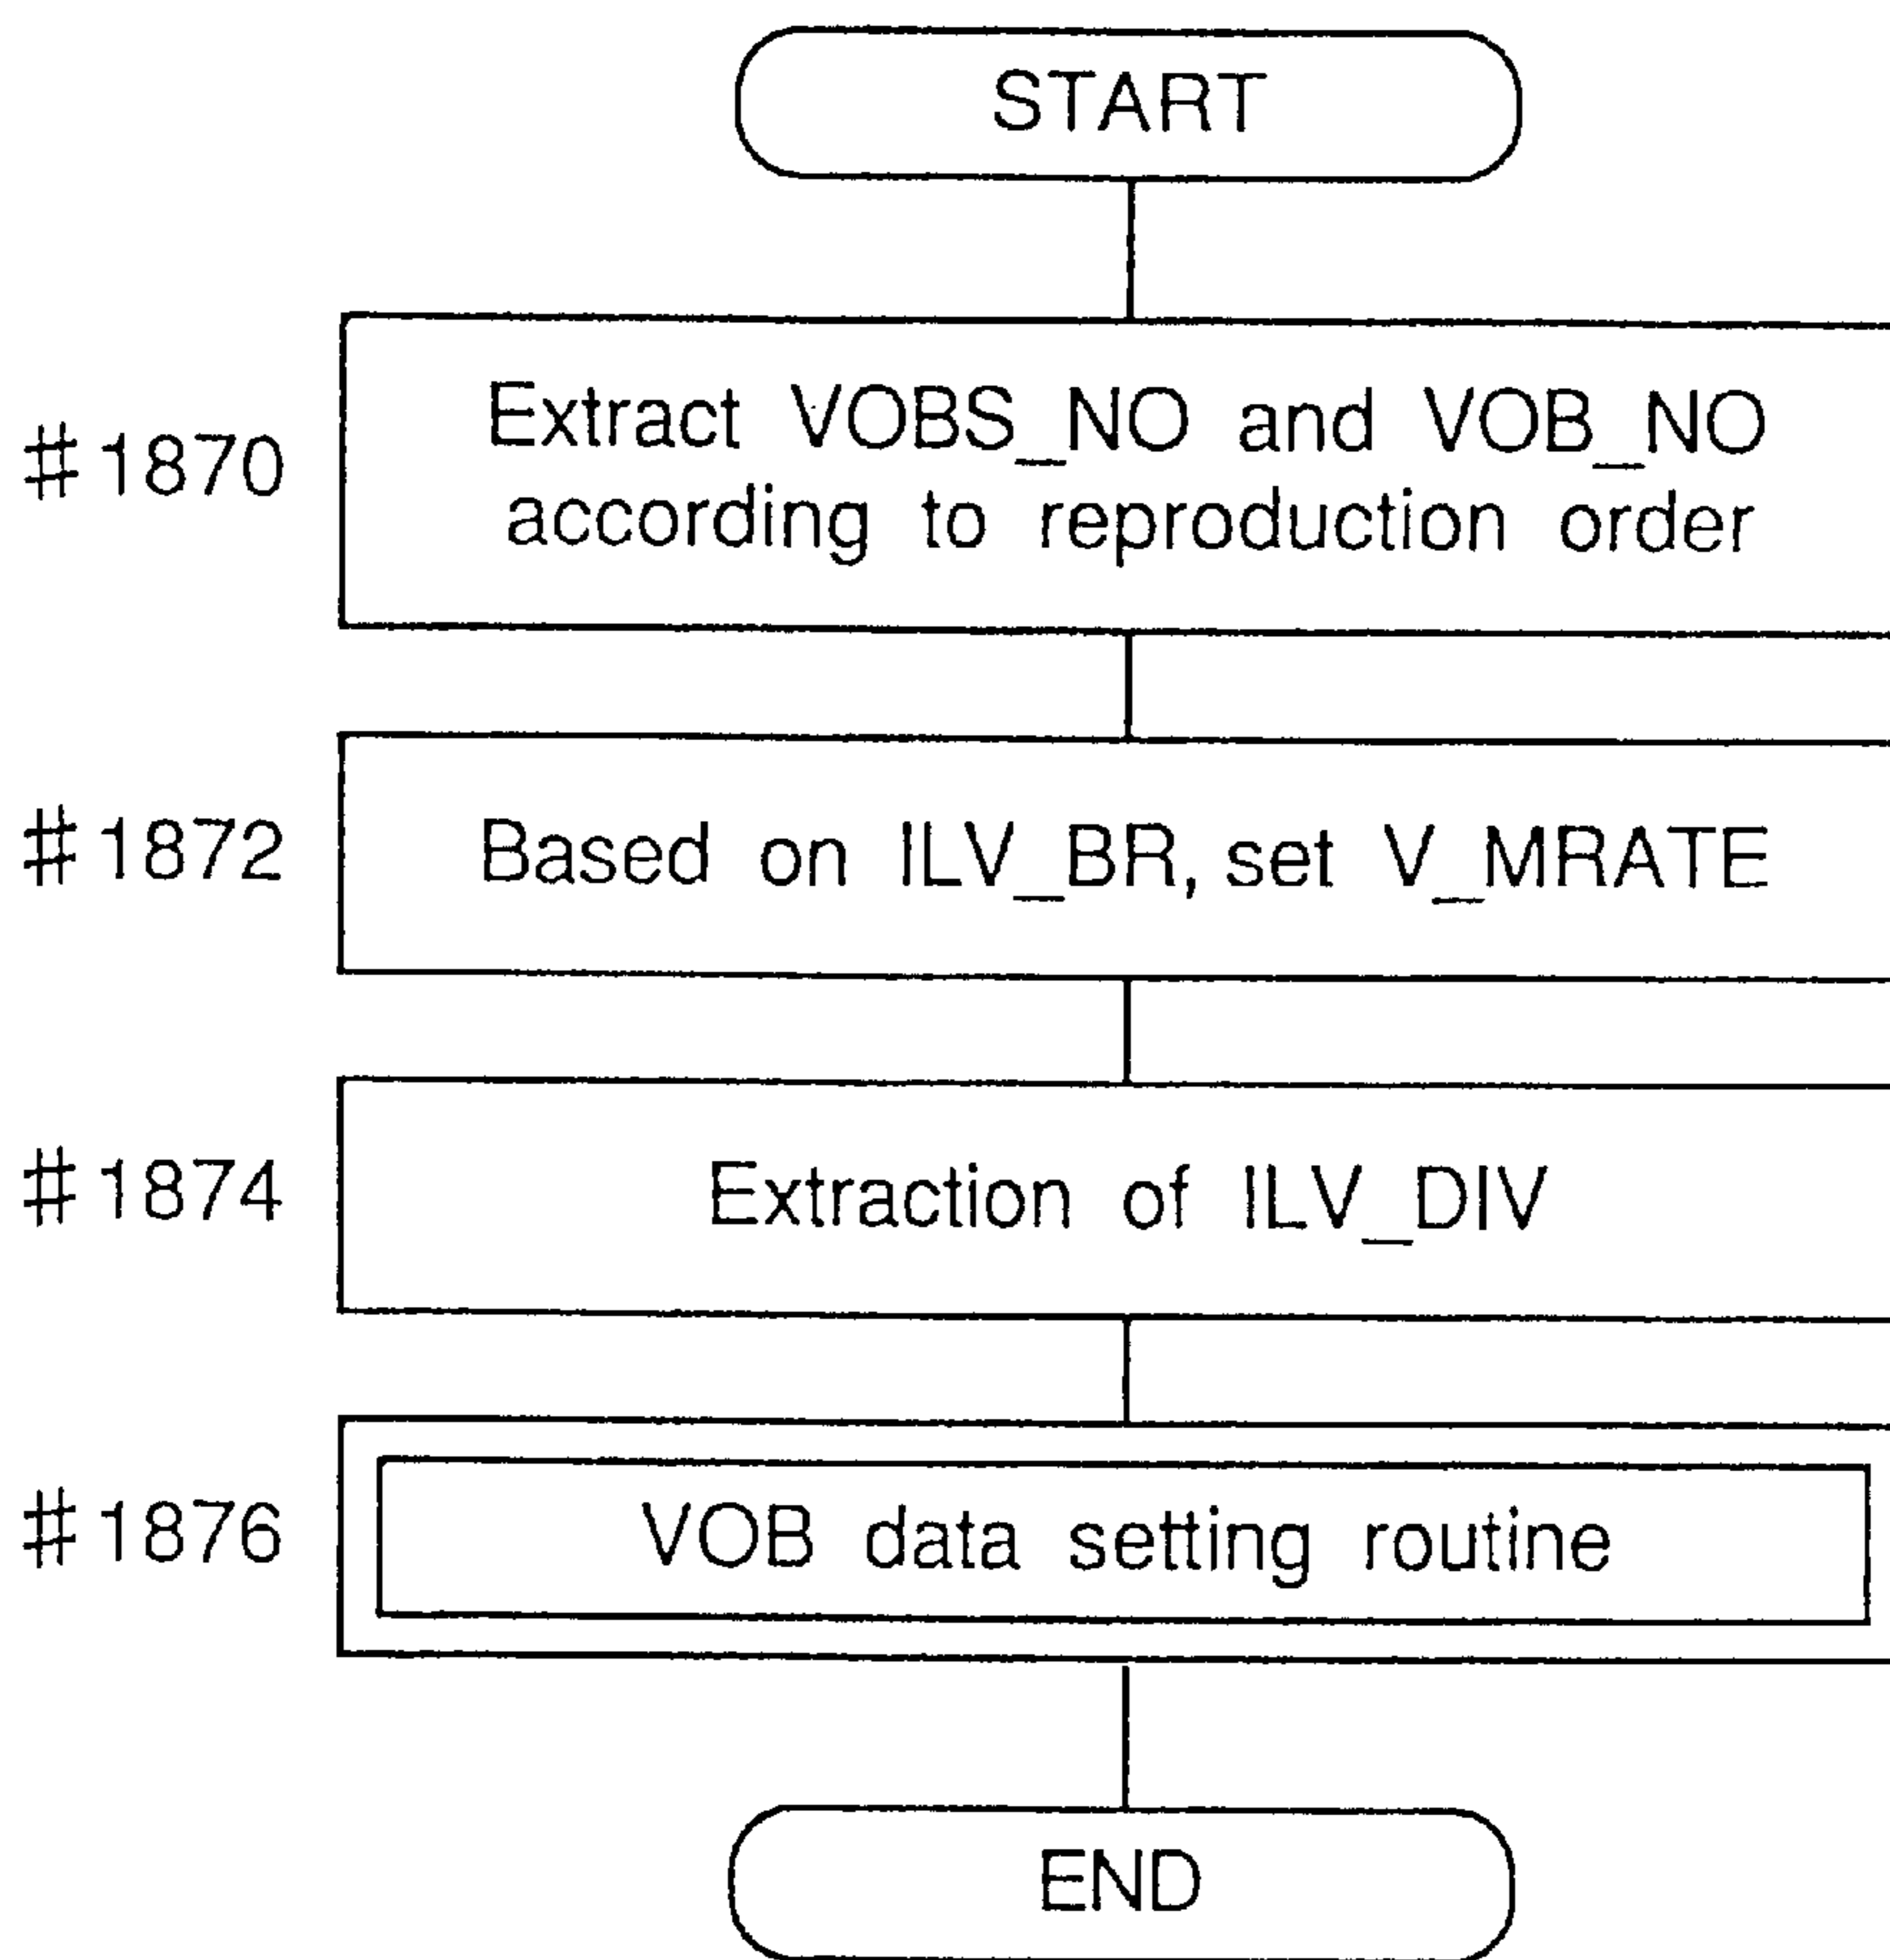 START
#1870
Extract VOBS_NO and VOB_NO
according to reproduction order
#1872
Based on ILV_BR, set V_MRATE
#1874
Extraction of ILV_DIV
#1876
VOB data setting routine
END